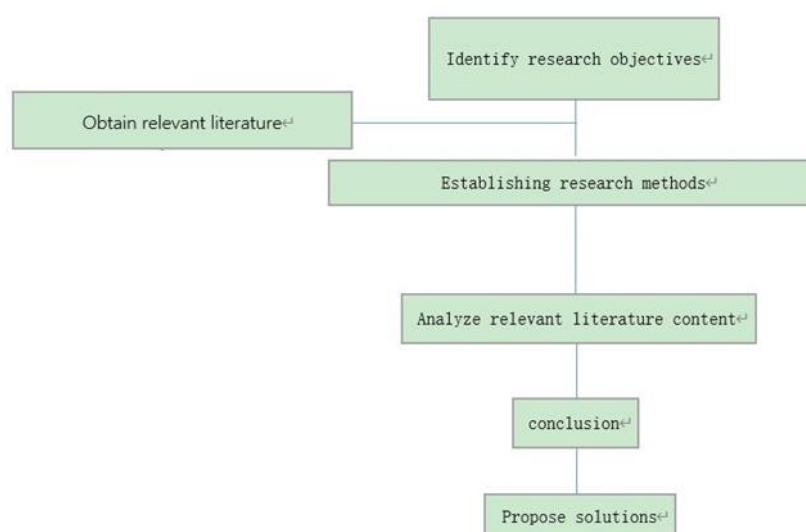 Identify research objectives
Obtain relevant literature
Establishing research methods
Analyze relevant literature content
conclusion
Propose solutions